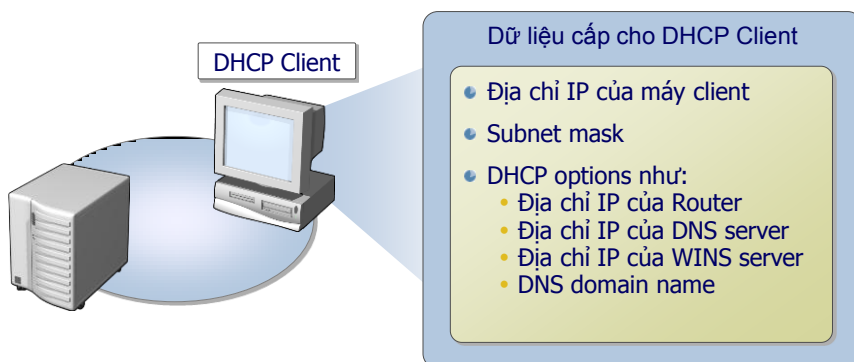 DHCP Client
Dữ liệu cấp cho DHCP Client
Địa chỉ IP của máy client
Subnet mask
DHCP options như:
Địa chỉ IP của Router
Địa chỉ IP của DNS server
Địa chỉ IP của WINS server
DNS domain name